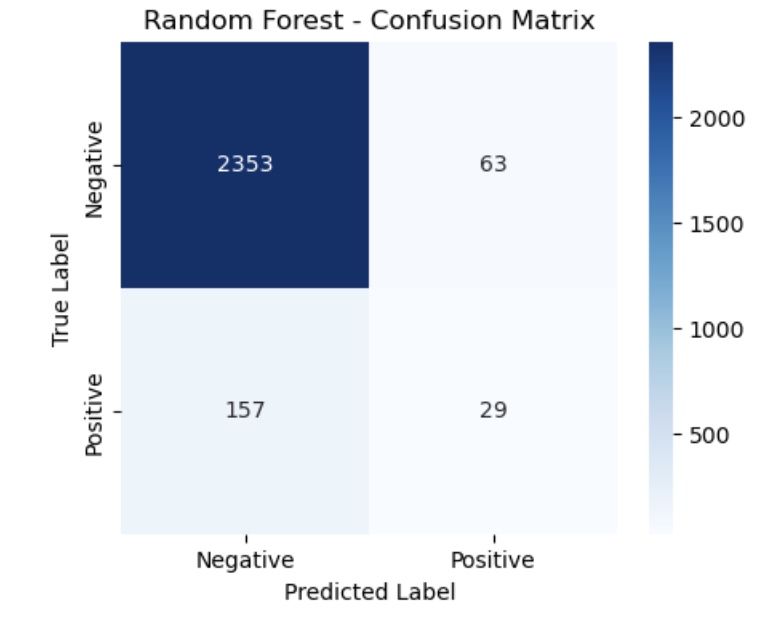 Random Forest - Confusion Matrix
True Label
Negative
2353
63
Positive
157
29
Negative
Positive
Predicted Label
2000
1500
1000
500